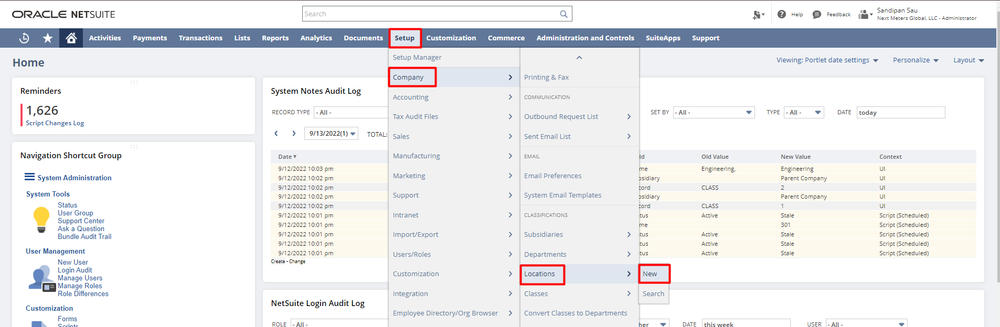 ORACLE NETSUITE
Search
Help
Feedback
Sandipan Sau
Next Meters Global, LLC - Administrator
Activities Payments Transactions Lists Reports Analytics Documents Setup Customization Commerce Administration and Controls SuiteApps Support
Home
Viewing: Portlet date settings
Personalize
Layout
Reminders
1,626
Script Changes Log
Navigation Shortcut Group
System Administration
System Tools
Status
User Group
Support Center
Ask a Question
Bundle Audit Trail
User Management
New User
Login Audit
Manage Users
Manage Roles
Role Differences
Customization
Forms
Scripts
System Notes Audit Log
RECORD TYPE - All -
SET BY - All - TYPE - All - DATE today
9/13/2022(1) TOTAL:
Date ld Old Value New Value Context
9/12/2022 10:03 pm me Engineering, Engineering UI
9/12/2022 10:02 pm osidiary Parent Company UI
9/12/2022 10:02 pm cord CLASS 2 UI
9/12/2022 10:02 pm osidiary Parent Company UI
9/12/2022 10:02 pm cord CLASS 1 UI
9/12/2022 10:01 pm tus Active Stale Script (Scheduled)
9/12/2022 10:01 pm me 301 Script (Scheduled)
9/12/2022 10:01 pm tus Active Stale Script (Scheduled)
9/12/2022 10:01 pm tus Active Stale Script (Scheduled)
9/12/2022 10:01 pm tus Active Stale Script (Scheduled)
Create • Change
NetSuite Login Audit Log
ROLE - All -
her DATE this week USER - All -
Setup Manager
Company
Accounting
Tax Audit Files
Sales
Manufacturing
Marketing
Support
Intranet
Import/Export
Users/Roles
Customization
Integration
Employee Directory/Org Browser
Printing & Fax
COMMUNICATION
Outbound Request List
Sent Email List
EMAIL
Email Preferences
System Email Templates
CLASSIFICATIONS
Subsidiaries
Departments
Locations
Classes
Convert Classes to Departments
New
Search